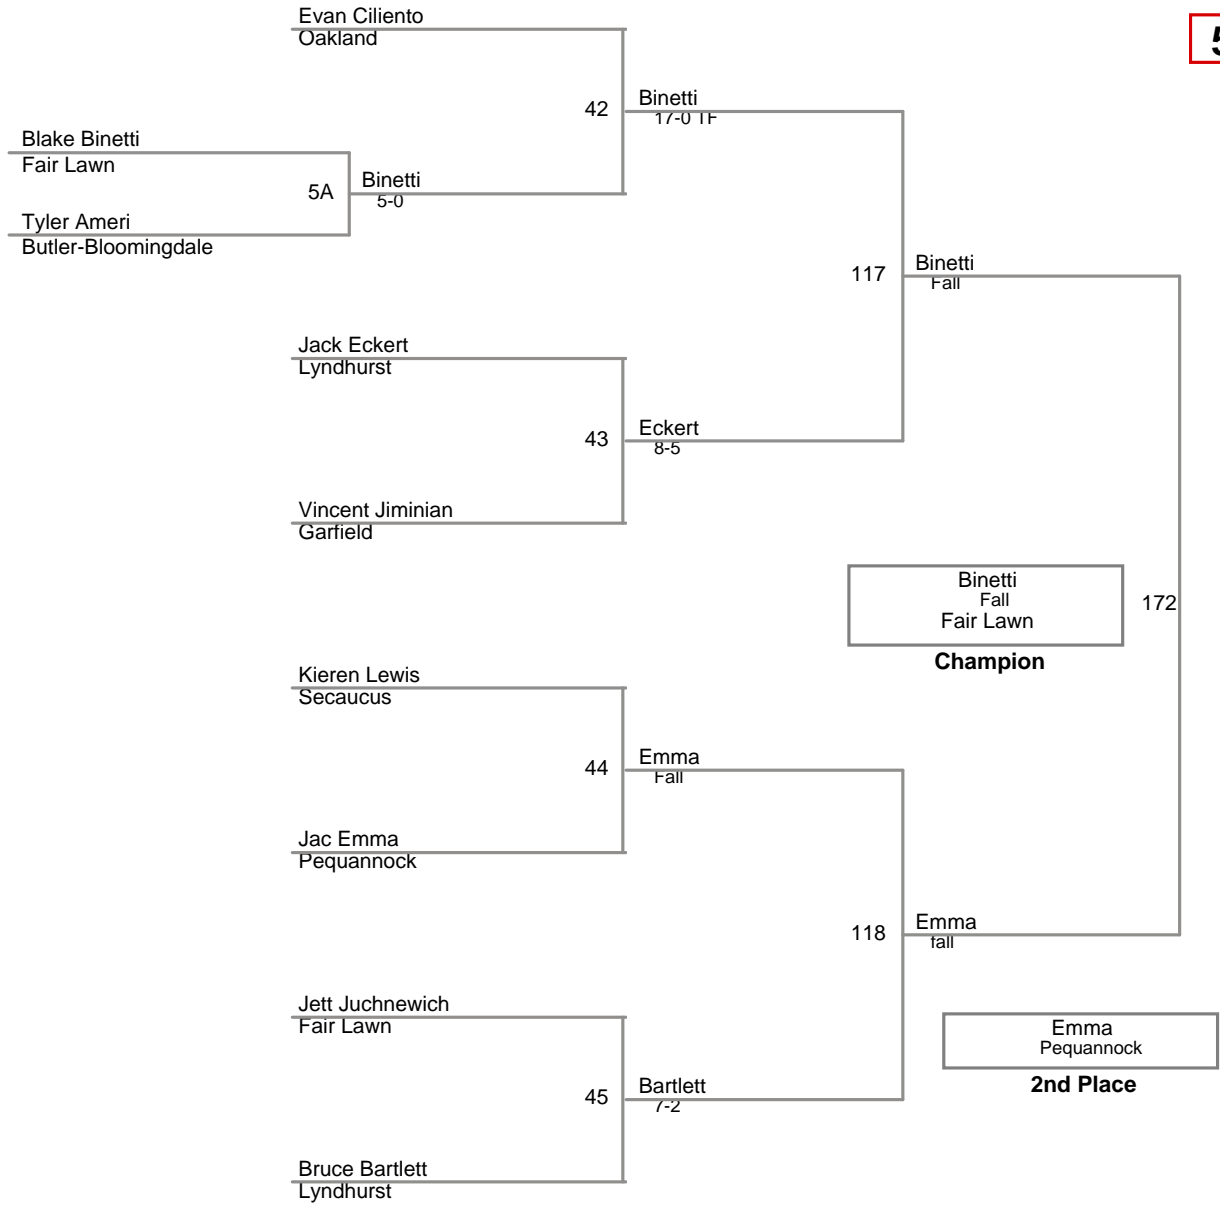 Evan Ciliento
Oakland
5
42
Binetti
17-0 TF
Blake Binetti
Fair Lawn
5A
Binetti
5-0
Tyler Ameri
Butler-Bloomingdale
117
Binetti
Fall
Jack Eckert
Lyndhurst
43
Eckert
8-5
Vincent Jiminian
Garfield
Binetti
Fall
Fair Lawn
172
Champion
Kieren Lewis
Secaucus
44
Emma
Fall
Jac Emma
Pequannock
118
Emma
fall
Jett Juchnewich
Fair Lawn
Emma
Pequannock
2nd Place
45
Bartlett
7-2
Bruce Bartlett
Lyndhurst